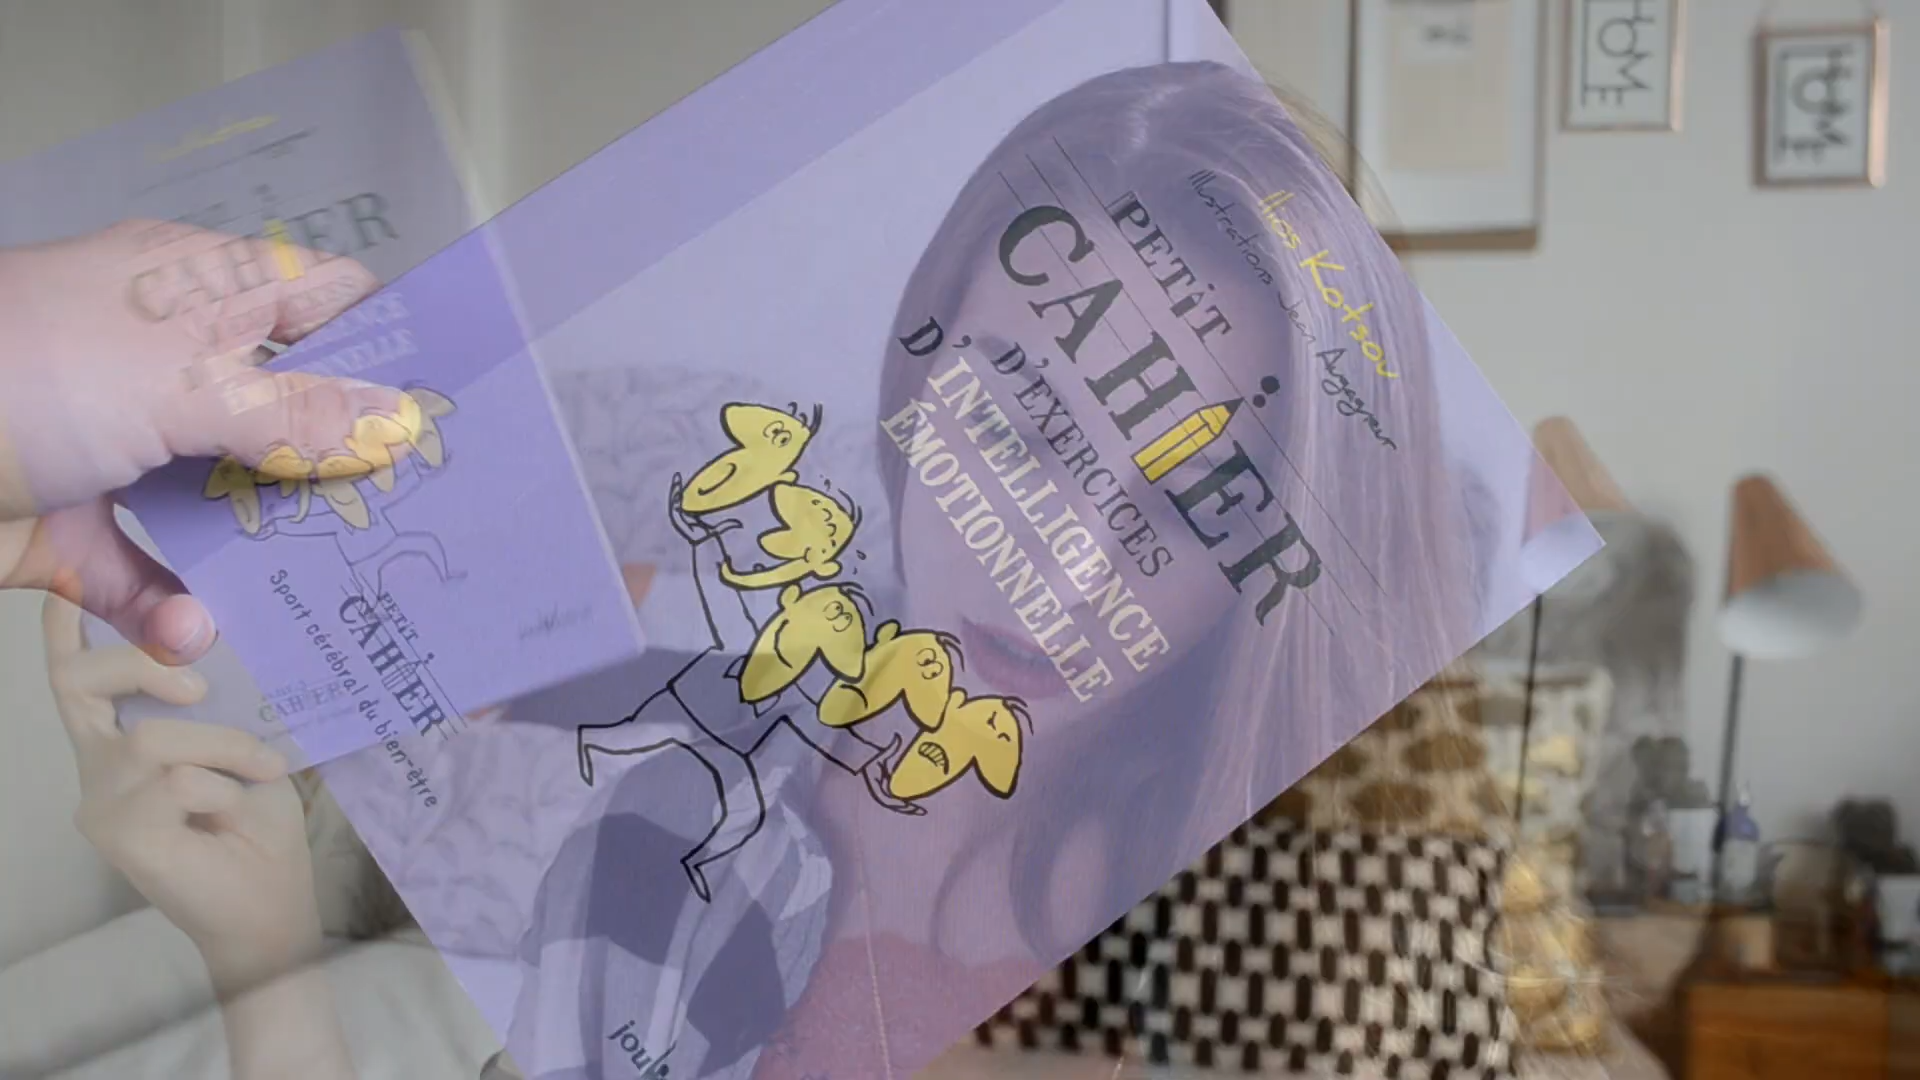 Ilios Kotsou
Illustrations Jean Augagneur
PETIT
CAHIER
D'EXERCICES
D'INTELLIGENCE
ÉMOTIONNELLE
PETIT
CAHIER
Sport cérébral du bien-être
CAHIER
HOME
HOME
CAHIER